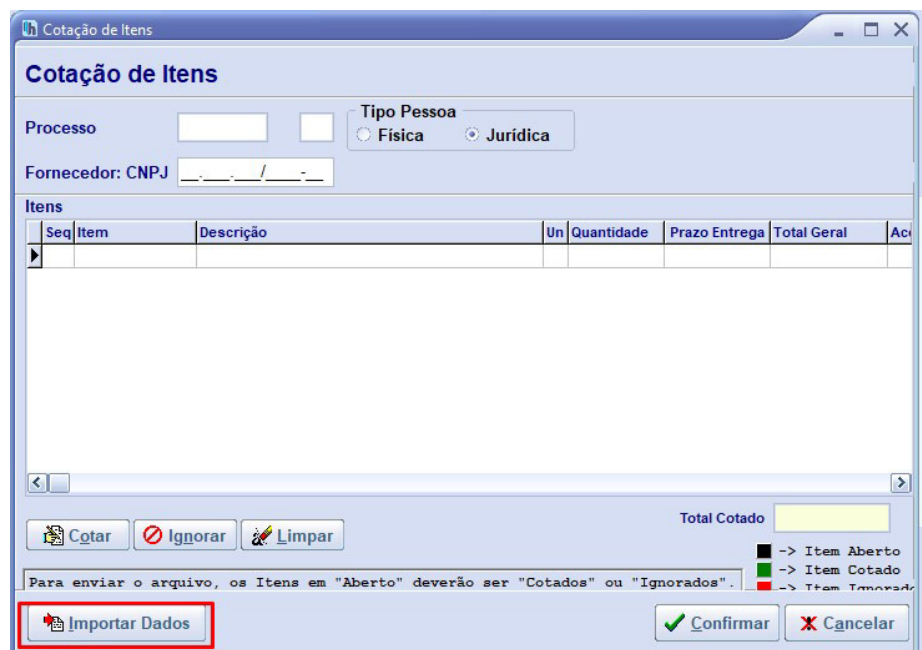 Cotação de Itens
Cotação de Itens
Tipo Pessoa
Processo
Física Jurídica
Fornecedor: CNPJ __.___.___/____-__
Itens
Seq Item Descrição Un Quantidade Prazo Entrega Total Geral
Total Cotado
Cotar Ignorar Limpar
-> Item Aberto
-> Item Cotado
Para enviar o arquivo, os Itens em "Aberto" deverão ser "Cotados" ou "Ignorados".
-> Item Ignorado
Importar Dados Confirmar Cancelar